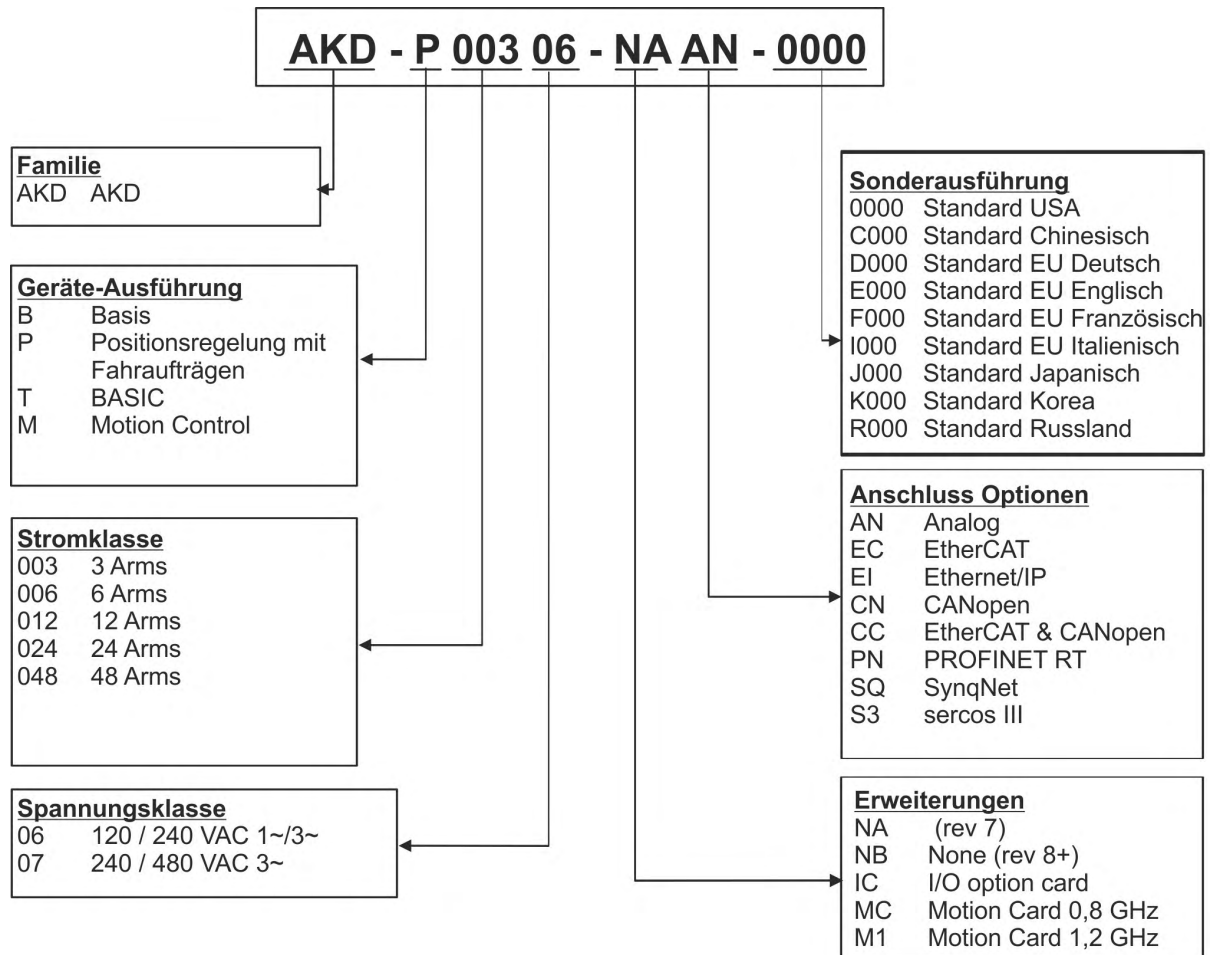 AKD - P 003 06 - NA AN - 0000
Familie
AKD AKD
Geräte-Ausführung
B Basis
P Positionsregelung mit
Fahraufträgen
T BASIC
M Motion Control
Stromklasse
003 3 Arms
006 6 Arms
012 12 Arms
024 24 Arms
048 48 Arms
Spannungsklasse
06 120 / 240 VAC 1~/3~
07 240 / 480 VAC 3~
Sonderausführung
0000 Standard USA
C000 Standard Chinesisch
D000 Standard EU Deutsch
E000 Standard EU Englisch
F000 Standard EU Französisch
I000 Standard EU Italienisch
J000 Standard Japanisch
K000 Standard Korea
R000 Standard Russland
Anschluss Optionen
AN Analog
EC EtherCAT
EI Ethernet/IP
CN CANopen
CC EtherCAT & CANopen
PN PROFINET RT
SQ SynqNet
S3 sercos III
Erweiterungen
NA (rev 7)
NB None (rev 8+)
IC I/O option card
MC Motion Card 0,8 GHz
M1 Motion Card 1,2 GHz